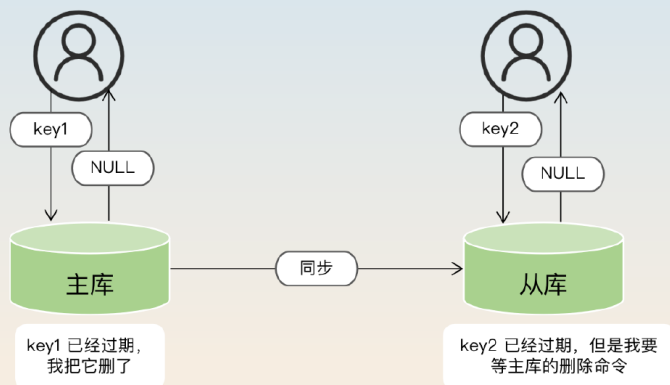 key1
NULL
主库
key1 已经过期，
我把它删了
同步
key2
NULL
从库
key2 已经过期，但是我要
等主库的删除命令